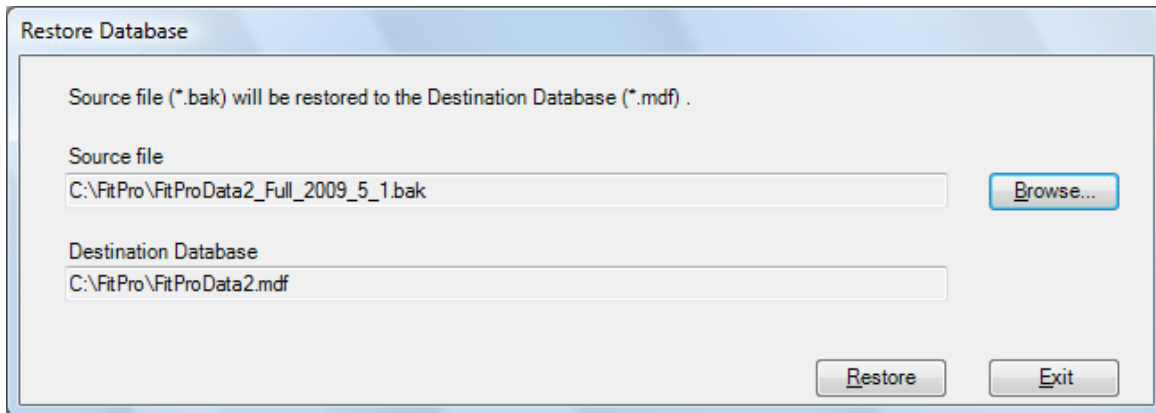 Restore Database
Source file (*.bak) will be restored to the Destination Database (*.mdf) .
Source file
C:\FitPro\FitProData2_Full_2009_5_1.bak
Browse...
Destination Database
C:\FitPro\FitProData2.mdf
Restore
Exit